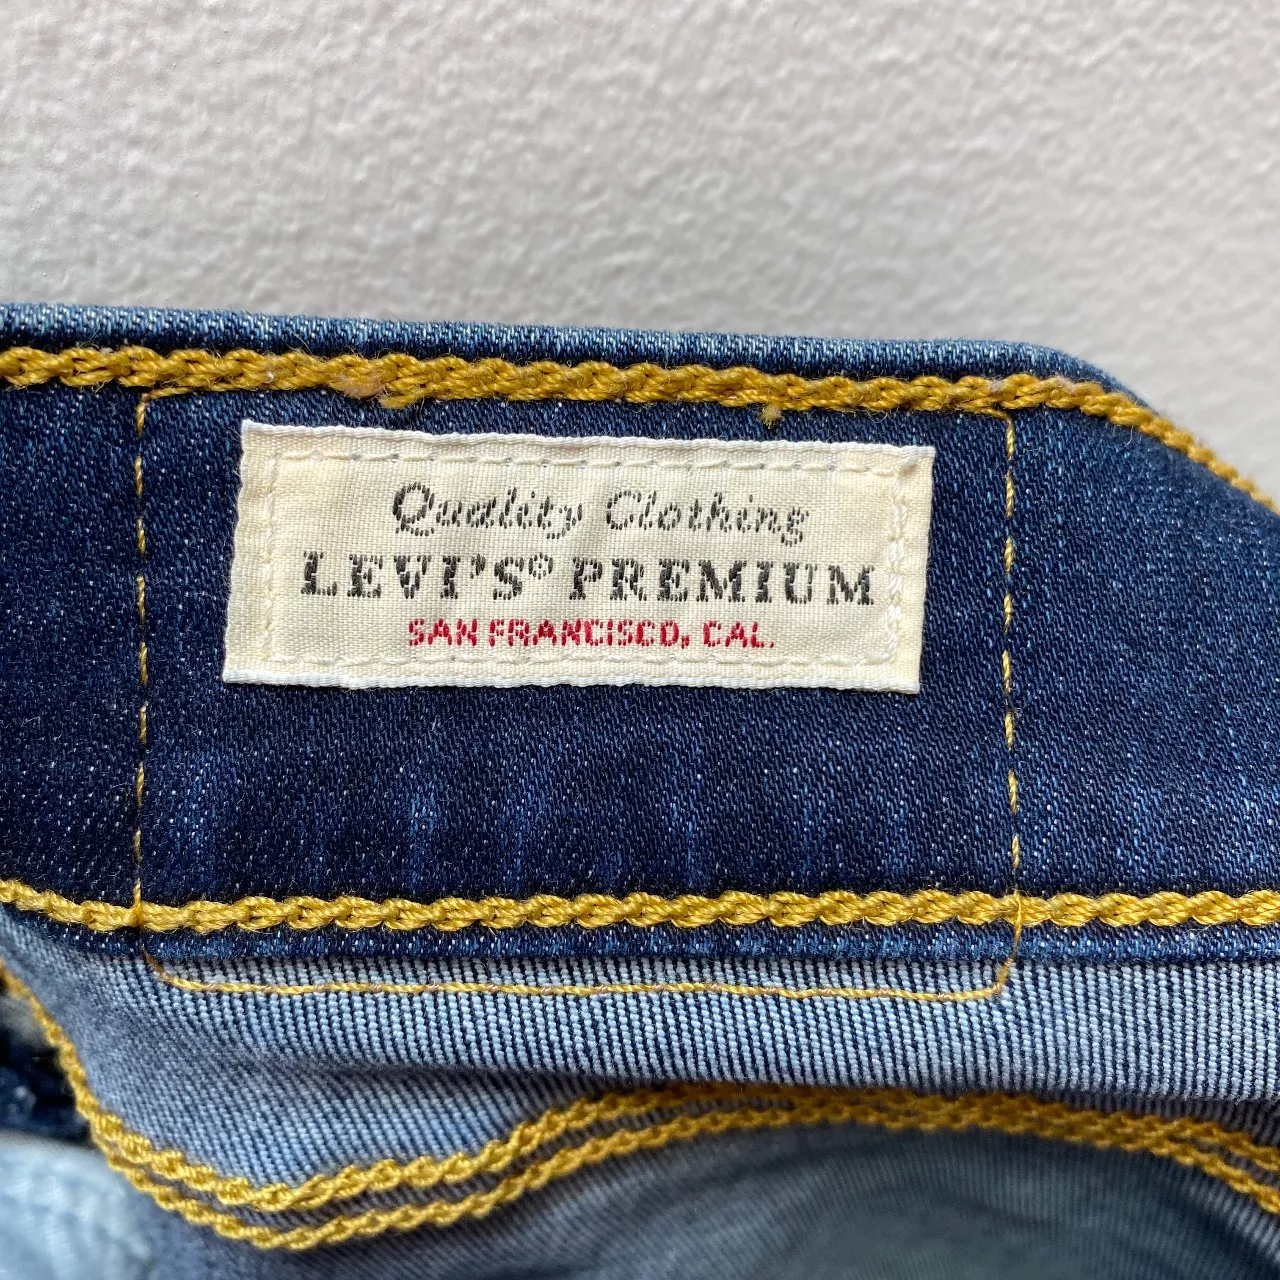 Quality Clothing
LEVI'S® PREMIUM
SAN FRANCISCO, CAL.